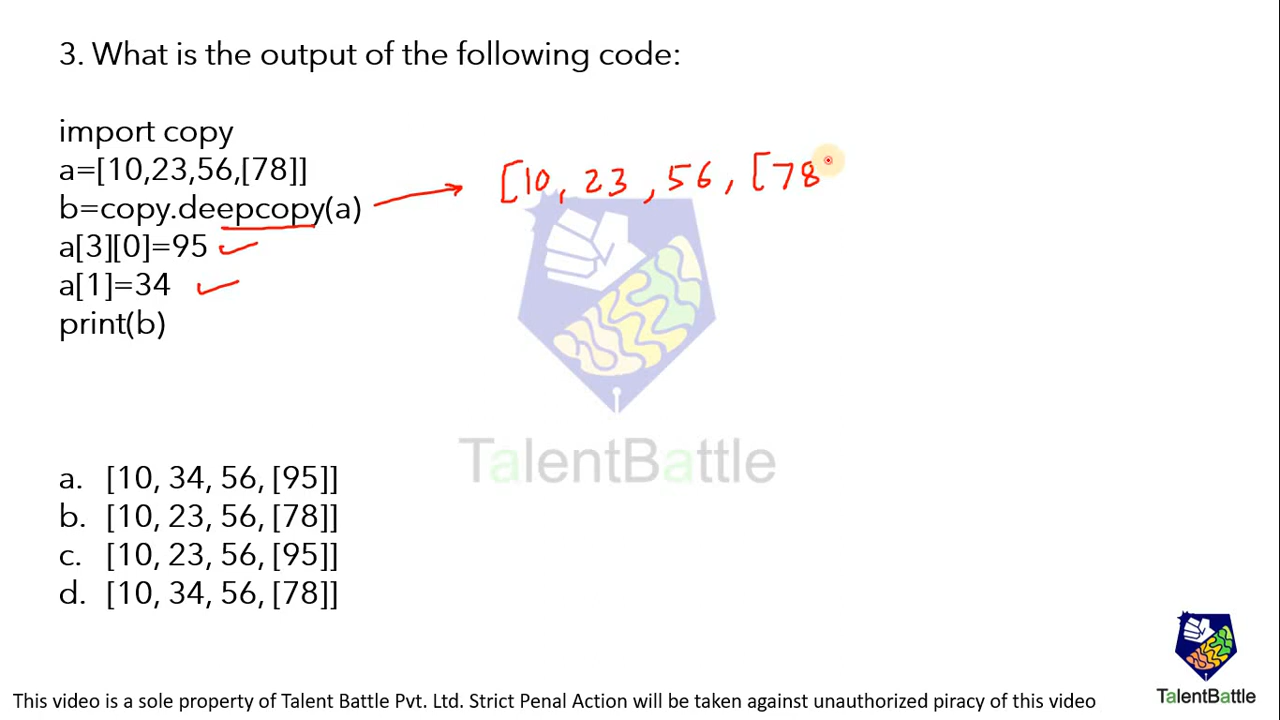 3. What is the output of the following code:
import copy
a=[10,23,56,[78]]
b=copy.deepcopy(a)
[10, 23, 56, [78
a[3][0]=95
a[1]=34
print(b)
TalentBattle
a. [10, 34, 56, [95]]
b. [10, 23, 56, [78]]
c. [10, 23, 56, [95]]
d. [10, 34, 56, [78]]
TalentBattle
This video is a sole property of Talent Battle Pvt. Ltd. Strict Penal Action will be taken against unauthorized piracy of this video